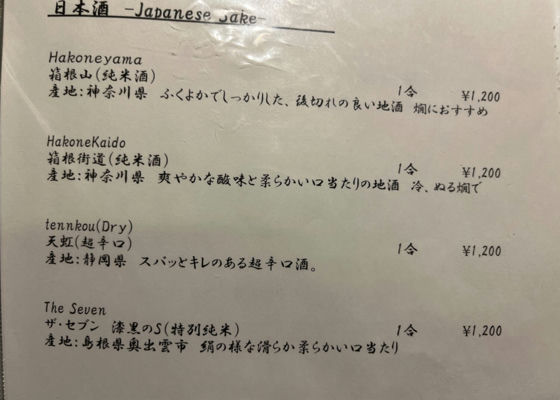 日本酒 -Japanese Sake-
Hakoneyama
箱根山(純米酒) 1合 ¥1,200
産地:神奈川県 ふくよかでしっかりした、後切れの良い地酒 燗におすすめ
HakoneKaido
箱根街道(純米酒) 1合 ¥1,200
産地:神奈川県 爽やかな酸味と柔らかい口当たりの地酒 冷、ぬる燗で
tennkou(Dry)
天虹(超辛口) 1合 ¥1,200
産地:静岡県 スパッとキレのある超辛口酒。
The Seven
ザ・セブン 漆黒のS(特別純米) 1合 ¥1,200
産地:島根県奥出雲市 絹の様な滑らか柔らかい口当たり